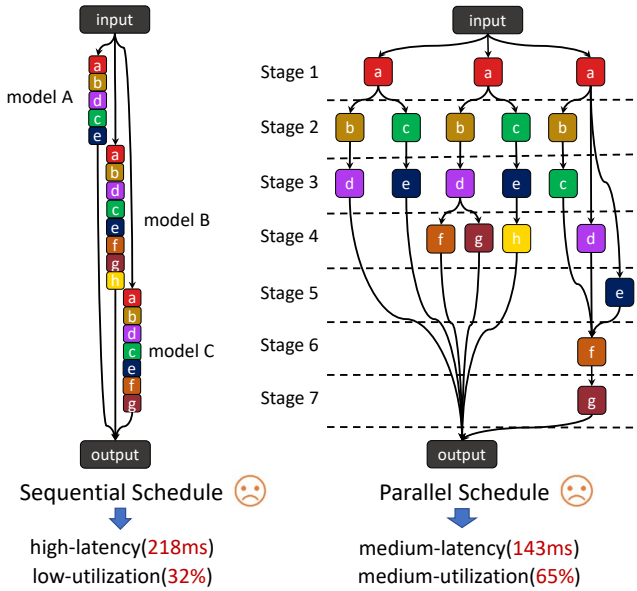 input
a
b
d
c
e
model A
a
b
d
c
e
f
g
h
model B
a
b
d
c
e
f
g
model C
output
Sequential Schedule
high-latency(218ms)
low-utilization(32%)
input
Stage 1
a a a
Stage 2
b c b c b
Stage 3
d e d e c
Stage 4
f g h d
Stage 5
e
Stage 6
f
Stage 7
g
output
Parallel Schedule
medium-latency(143ms)
medium-utilization(65%)